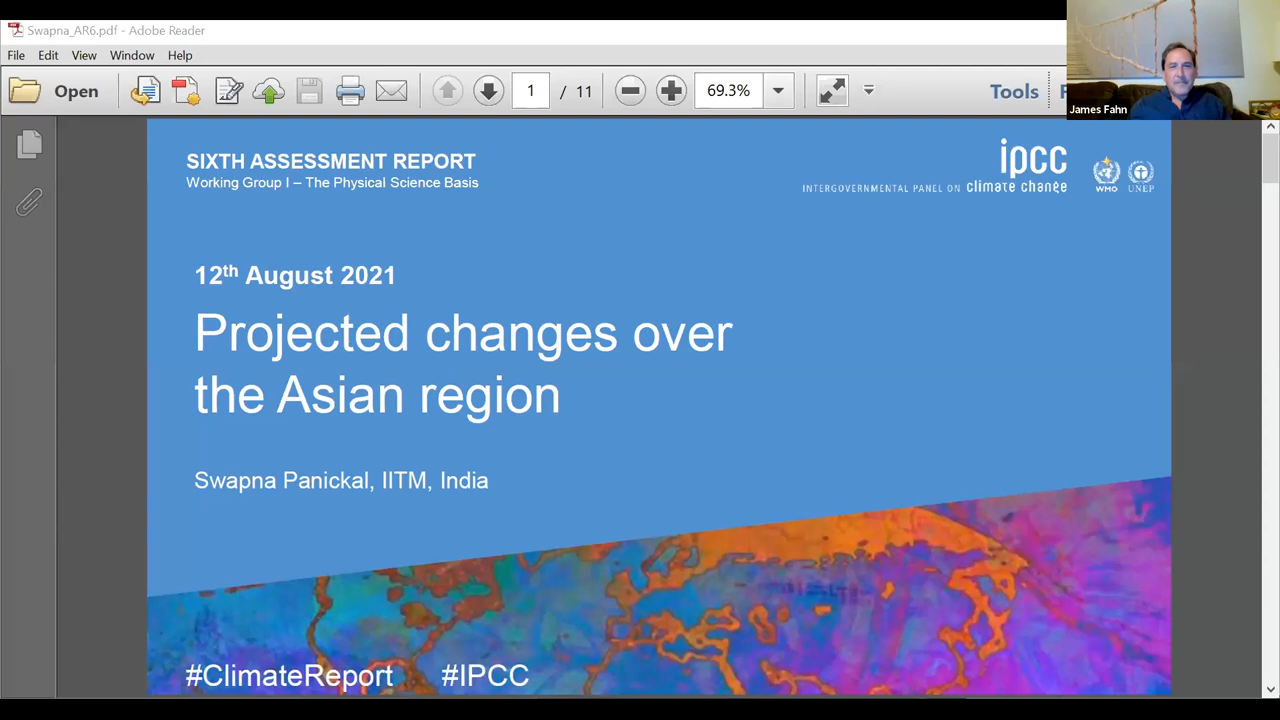 Swapna_AR6.pdf - Adobe Reader
File Edit View Window Help
Open
1 / 11
69.3%
Tools
James Fahn
SIXTH ASSESSMENT REPORT
Working Group I – The Physical Science Basis
ipcc
INTERGOVERNMENTAL PANEL ON climate change
WMO UNEP
12th August 2021
Projected changes over
the Asian region
Swapna Panickal, IITM, India
#ClimateReport #IPCC